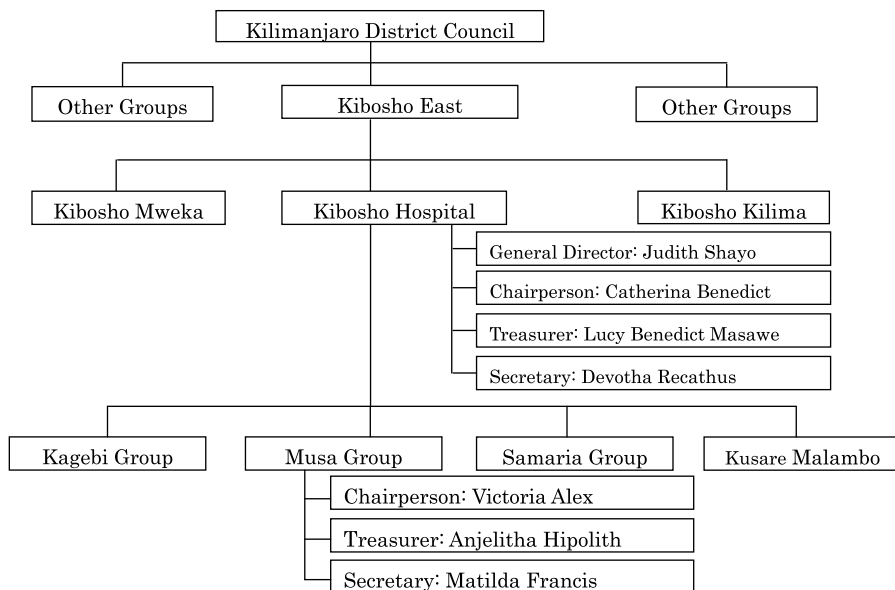 Kilimanjaro District Council
Other Groups
Kibosho East
Other Groups
Kibosho Mweka
Kibosho Hospital
Kibosho Kilima
General Director: Judith Shayo
Chairperson: Catherina Benedict
Treasurer: Lucy Benedict Masawe
Secretary: Devotha Recathus
Kagebi Group
Musa Group
Samaria Group
Kusare Malambo
Chairperson: Victoria Alex
Treasurer: Anjelitha Hipolith
Secretary: Matilda Francis